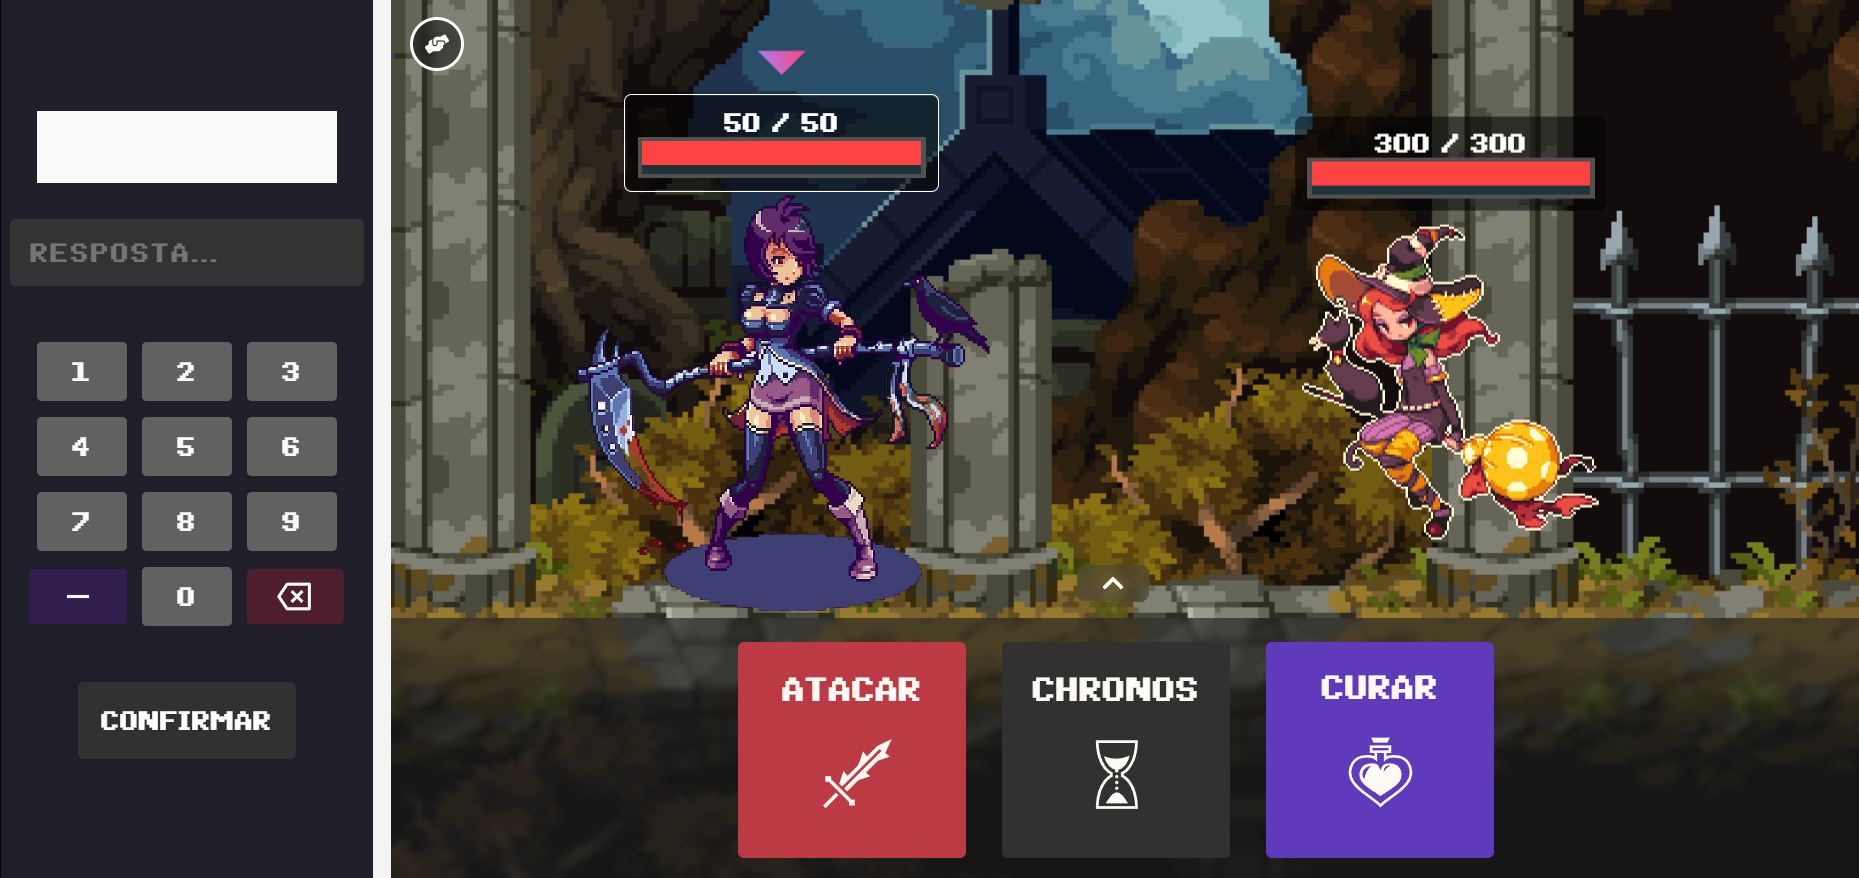 RESPOSTA...
1 2 3
4 5 6
7 8 9
— 0
CONFIRMAR
50 / 50
300 / 300
ATACAR
CHRONOS
CURAR